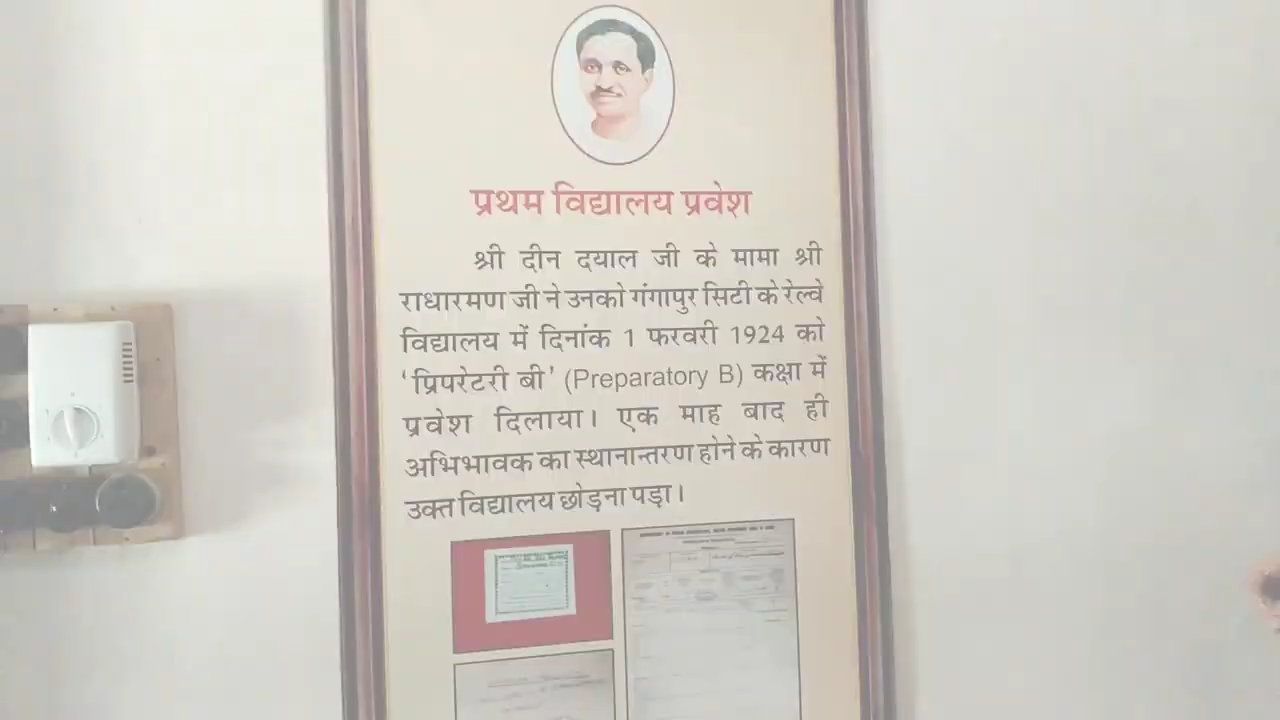 प्रथम विद्यालय प्रवेश
श्री दीन दयाल जी के मामा श्री
राधारमण जी ने उनको गंगापुर सिटी के रेल्वे
विद्यालय में दिनांक 1 फरवरी 1924 को
'प्रिपरेटरी बी' (Preparatory B) कक्षा में
प्रवेश दिलाया। एक माह बाद ही
अभिभावक का स्थानान्तरण होने के कारण
उक्त विद्यालय छोड़ना पड़ा।